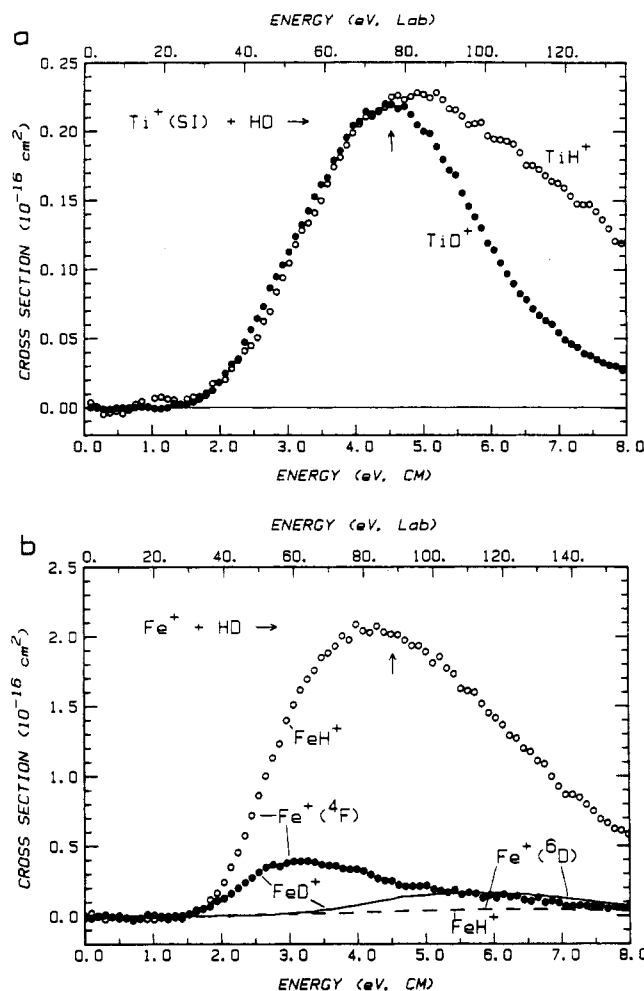 a
ENERGY (eV, Lab)
0. 20. 40. 60. 80. 100. 120.
0.25
0.20
0.15
0.10
0.05
0.00
CROSS SECTION (10⁻¹⁶ cm²)
Ti⁺(SI) + HD →
TiH⁺
TiD⁺
0.0 1.0 2.0 3.0 4.0 5.0 6.0 7.0 8.0
ENERGY (eV, CM)
b
ENERGY (eV, Lab)
0. 20. 40. 60. 80. 100. 120. 140.
2.5
2.0
1.5
1.0
0.5
0.0
CROSS SECTION (10⁻¹⁶ cm²)
Fe⁺ + HD →
FeH⁺
Fe⁺(⁴F)
FeD⁺
Fe⁺(⁶D)
FeH⁺
0.0 1.0 2.0 3.0 4.0 5.0 6.0 7.0 8.0
ENERGY (eV, CM)